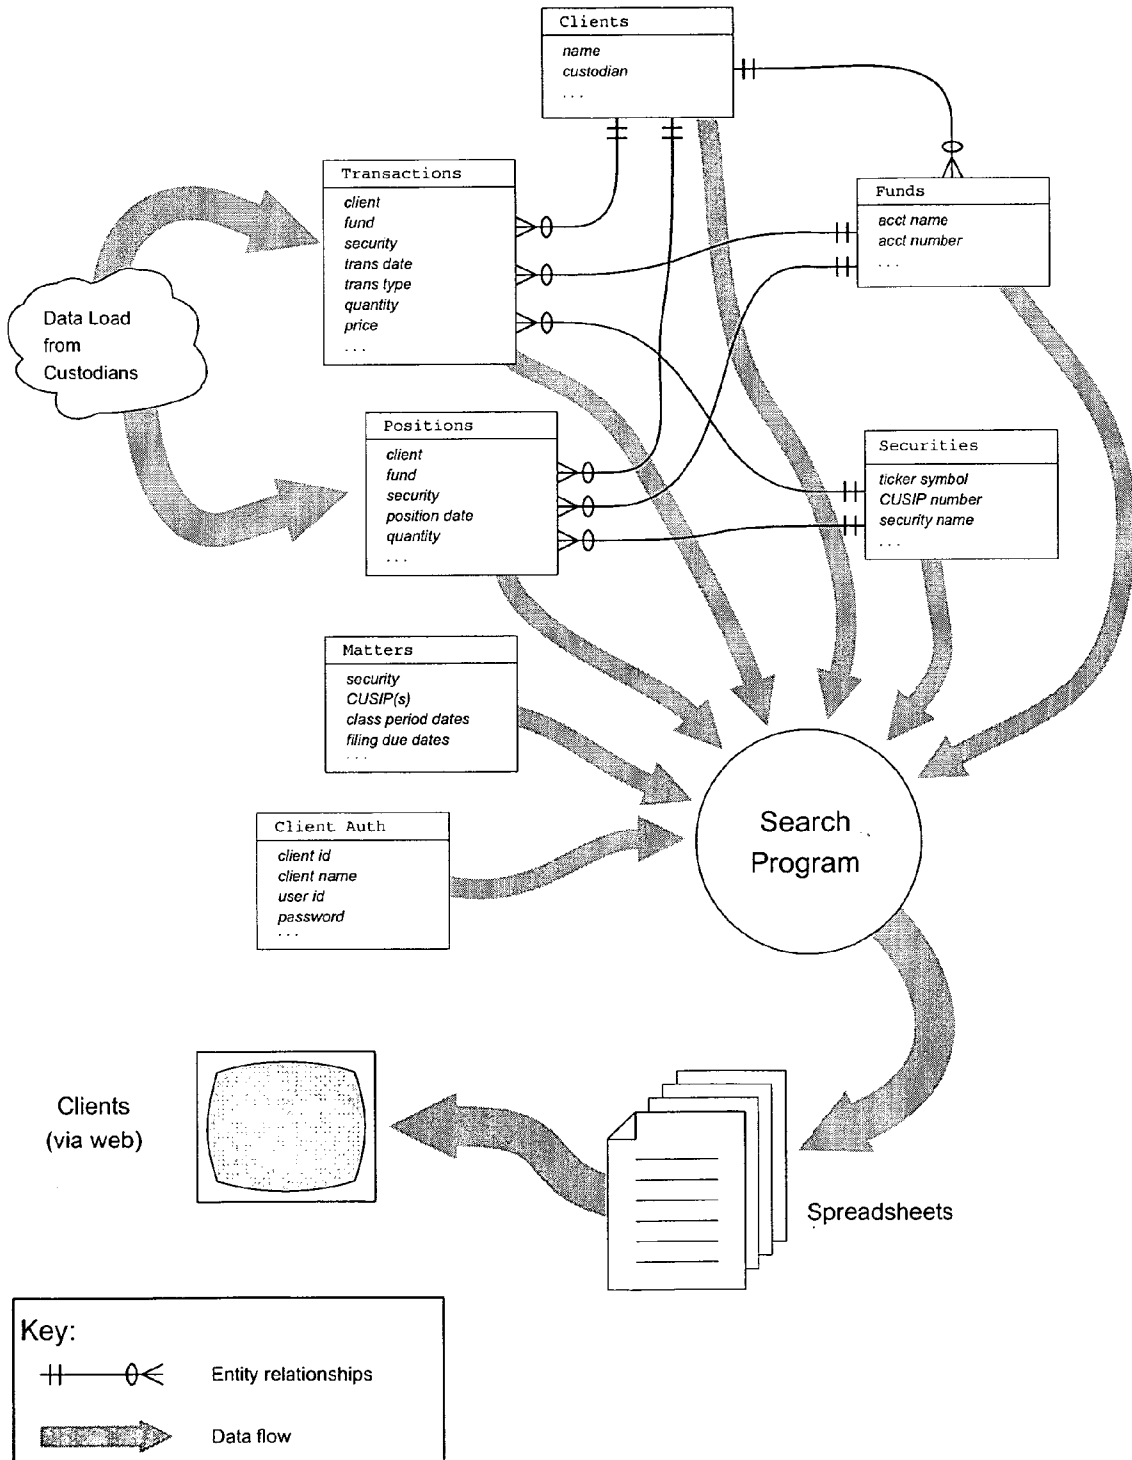 Clients
name
custodian
...
Transactions
client
fund
security
trans date
trans type
quantity
price
...
Funds
acct name
acct number
...
Data Load
from
Custodians
Positions
client
fund
security
position date
quantity
...
Securities
ticker symbol
CUSIP number
security name
...
Matters
security
CUSIP(s)
class period dates
filing due dates
...
Client Auth
client id
client name
user id
password
...
Search
Program
Clients
(via web)
Spreadsheets
Key:
Entity relationships
Data flow